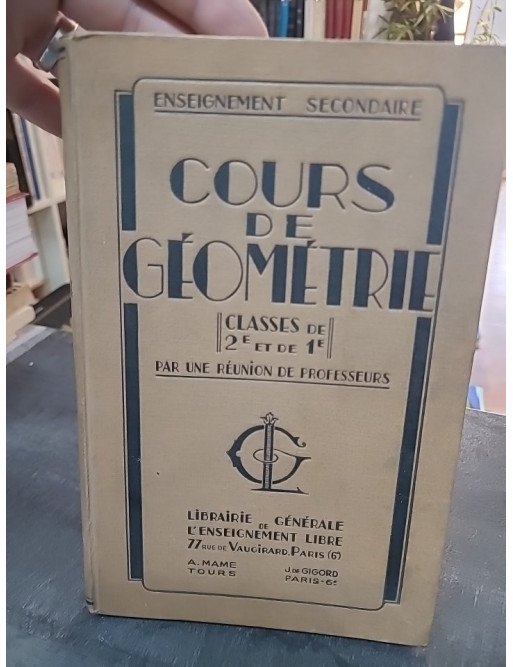 ENSEIGNEMENT SECONDAIRE
COURS
DE
GÉOMÉTRIE
CLASSES DE
2E ET DE 1E
PAR UNE RÉUNION DE PROFESSEURS
LIBRAIRIE GÉNÉRALE
DE
L'ENSEIGNEMENT LIBRE
77 RUE DE VAUGIRARD. PARIS (6)
A. MAME J. DE GIGORD
TOURS PARIS-6E